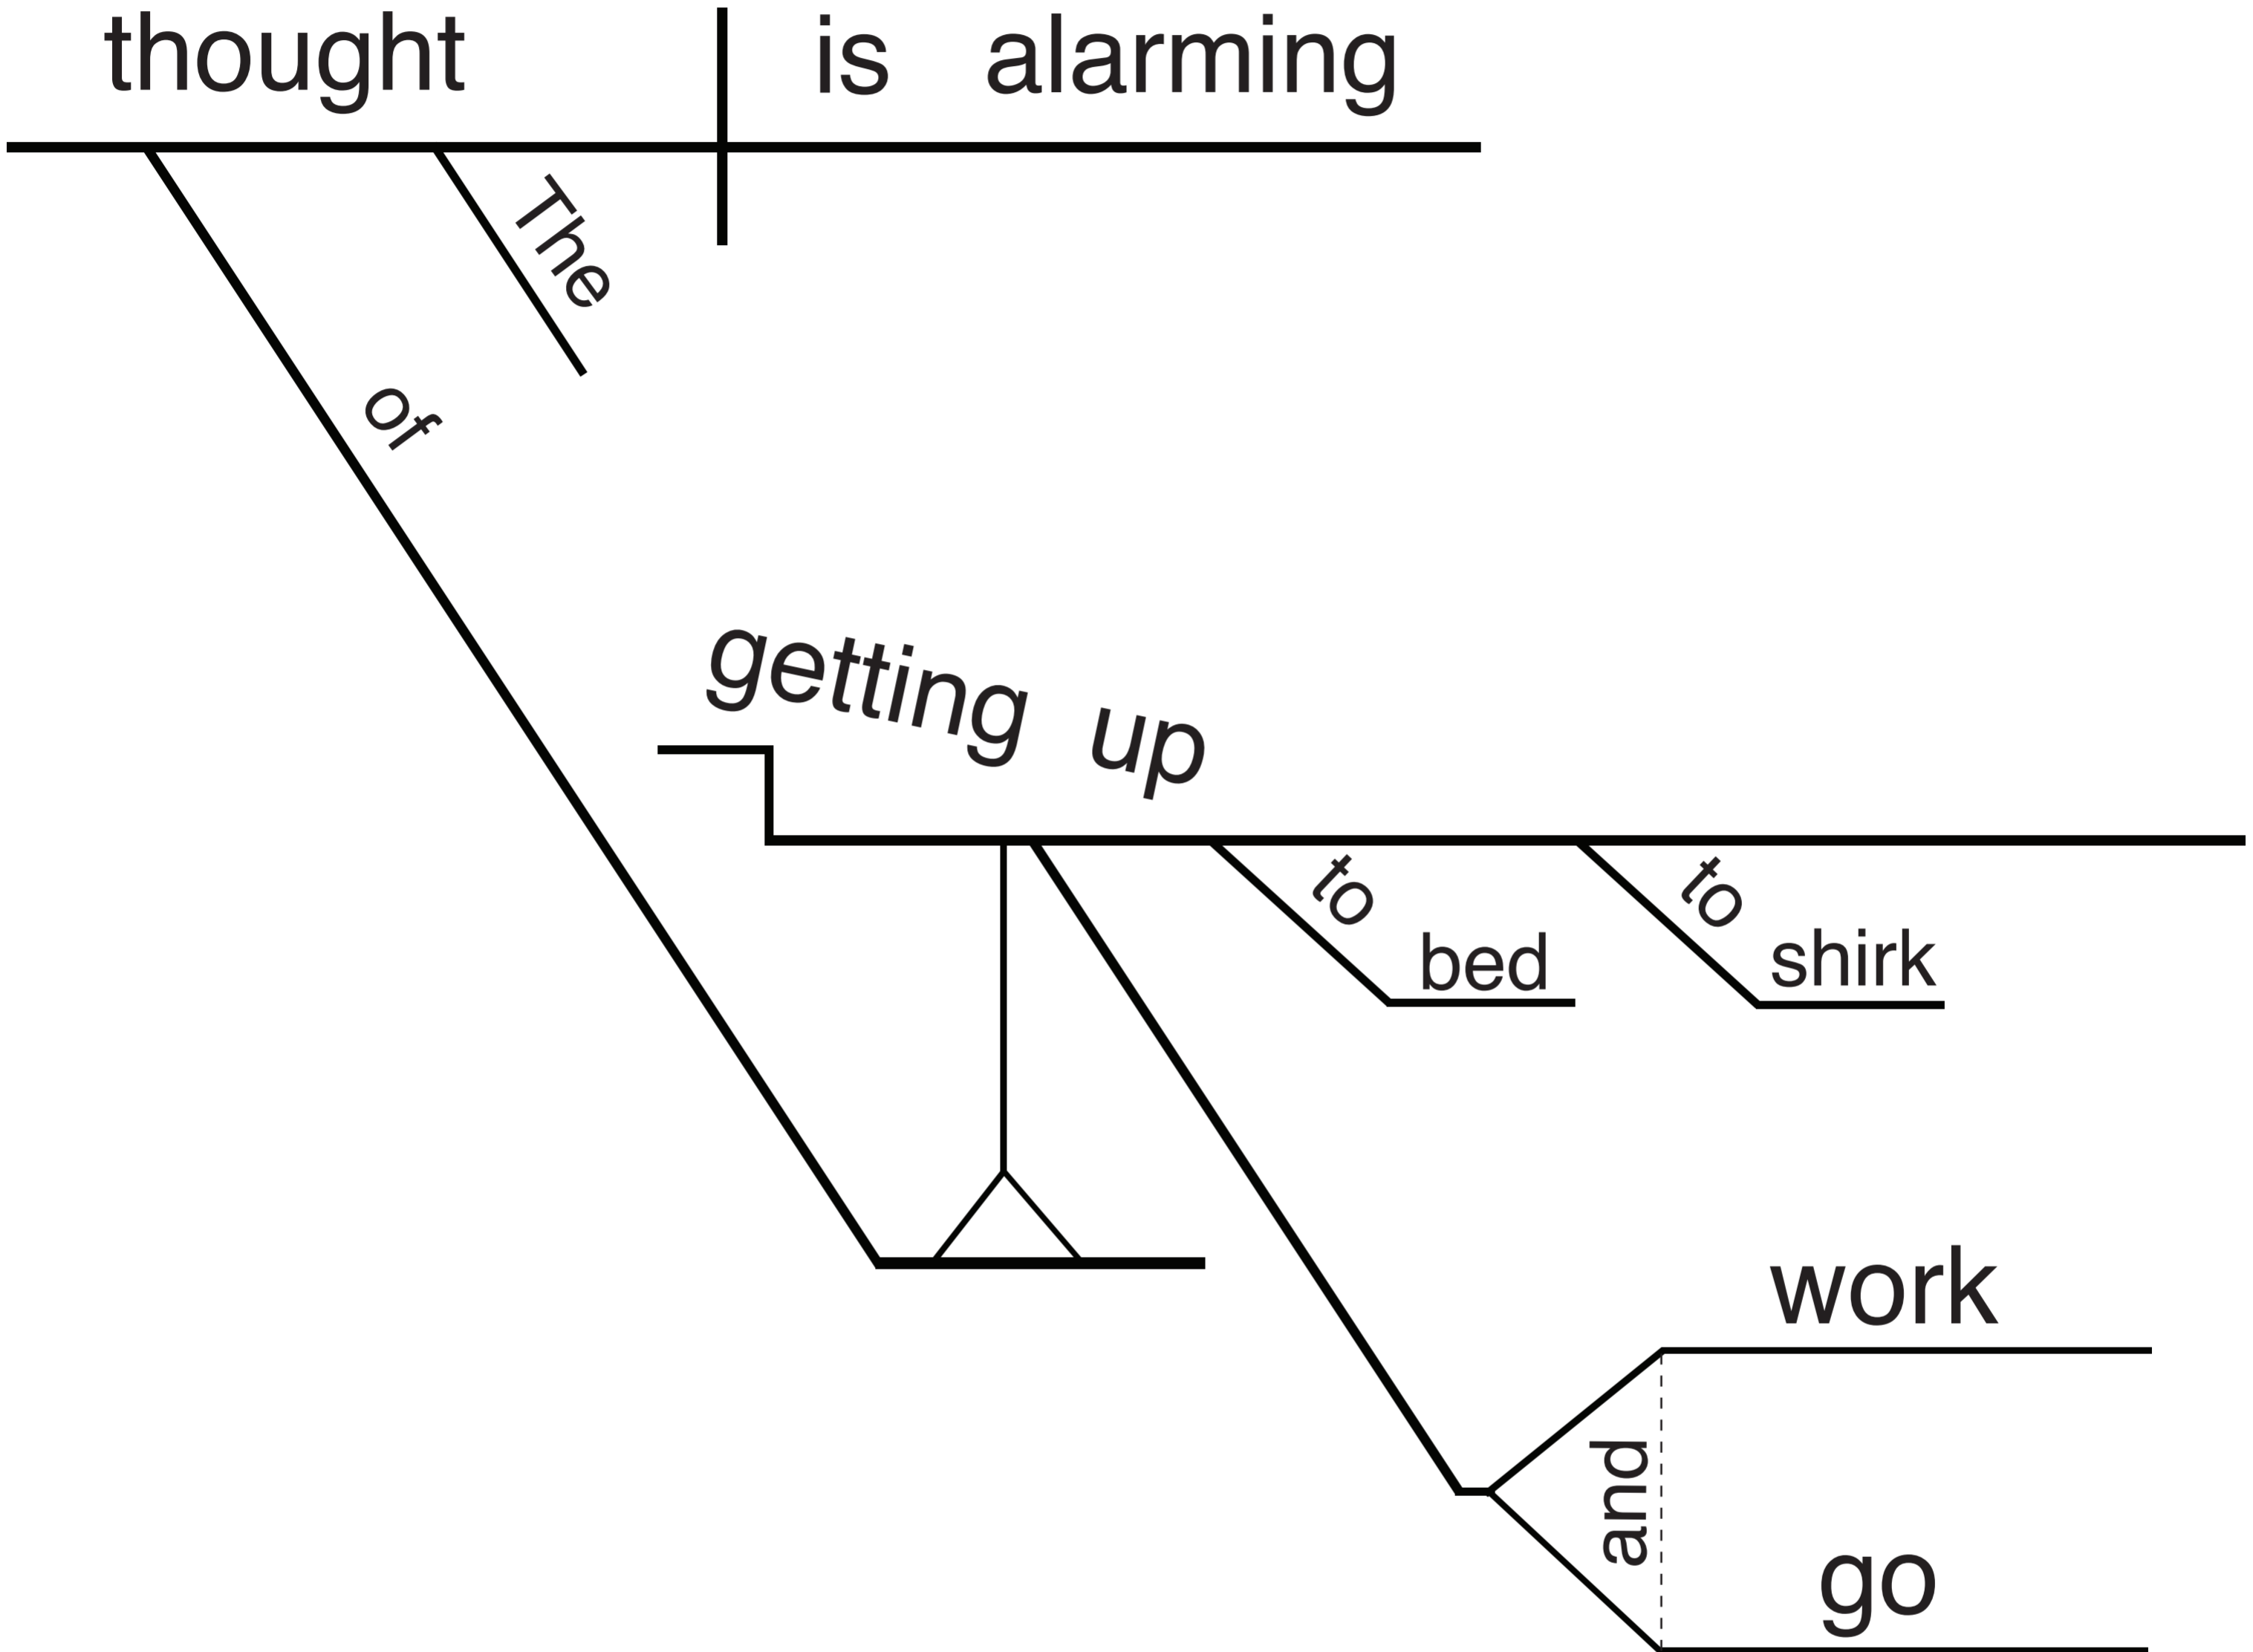 thought is alarming
The
of
getting up
to to
bed shirk
work
and
go